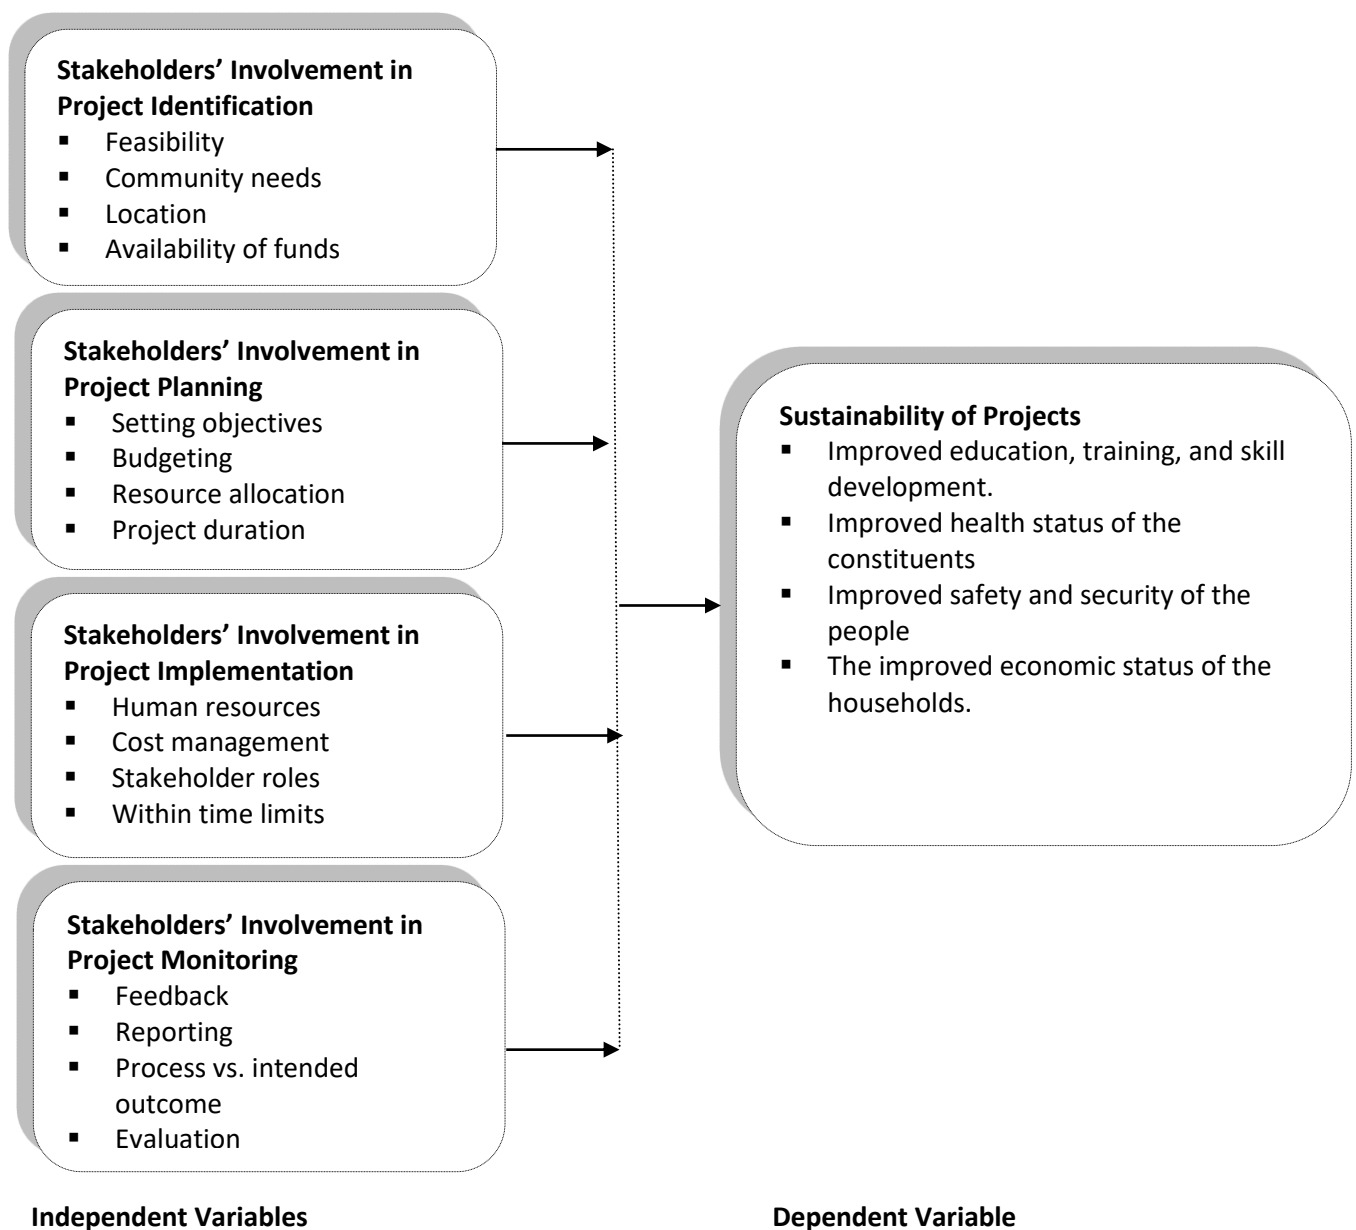 Stakeholders’ Involvement in
Project Identification
▪ Feasibility
▪ Community needs
▪ Location
▪ Availability of funds
Stakeholders’ Involvement in
Project Planning
▪ Setting objectives
▪ Budgeting
▪ Resource allocation
▪ Project duration
Stakeholders’ Involvement in
Project Implementation
▪ Human resources
▪ Cost management
▪ Stakeholder roles
▪ Within time limits
Stakeholders’ Involvement in
Project Monitoring
▪ Feedback
▪ Reporting
▪ Process vs. intended
outcome
▪ Evaluation
Independent Variables
Sustainability of Projects
▪ Improved education, training, and skill
development.
▪ Improved health status of the
constituents
▪ Improved safety and security of the
people
▪ The improved economic status of the
households.
Dependent Variable